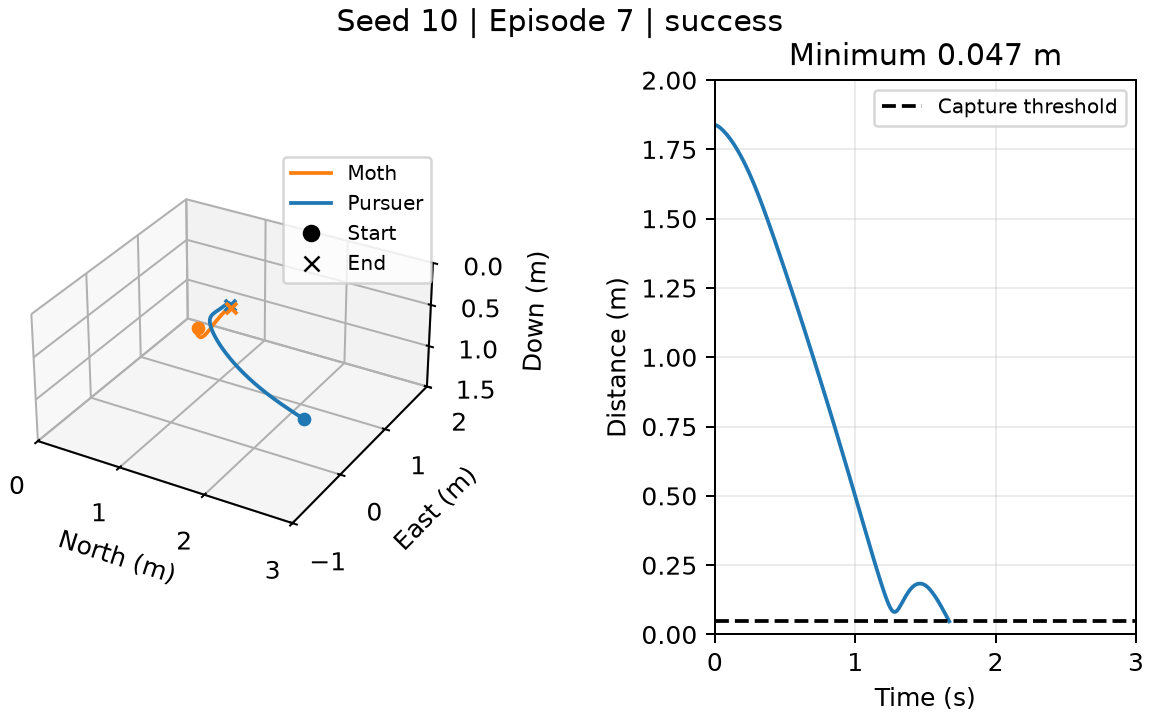 Seed 10 | Episode 7 | success
Moth
Pursuer
Start
End
0.0
0.5
1.0
1.5
Down (m)
2
1
0
−1
East (m)
0
1
2
3
North (m)
Minimum 0.047 m
Capture threshold
2.00
1.75
1.50
1.25
1.00
0.75
0.50
0.25
0.00
Distance (m)
0 1 2 3
Time (s)